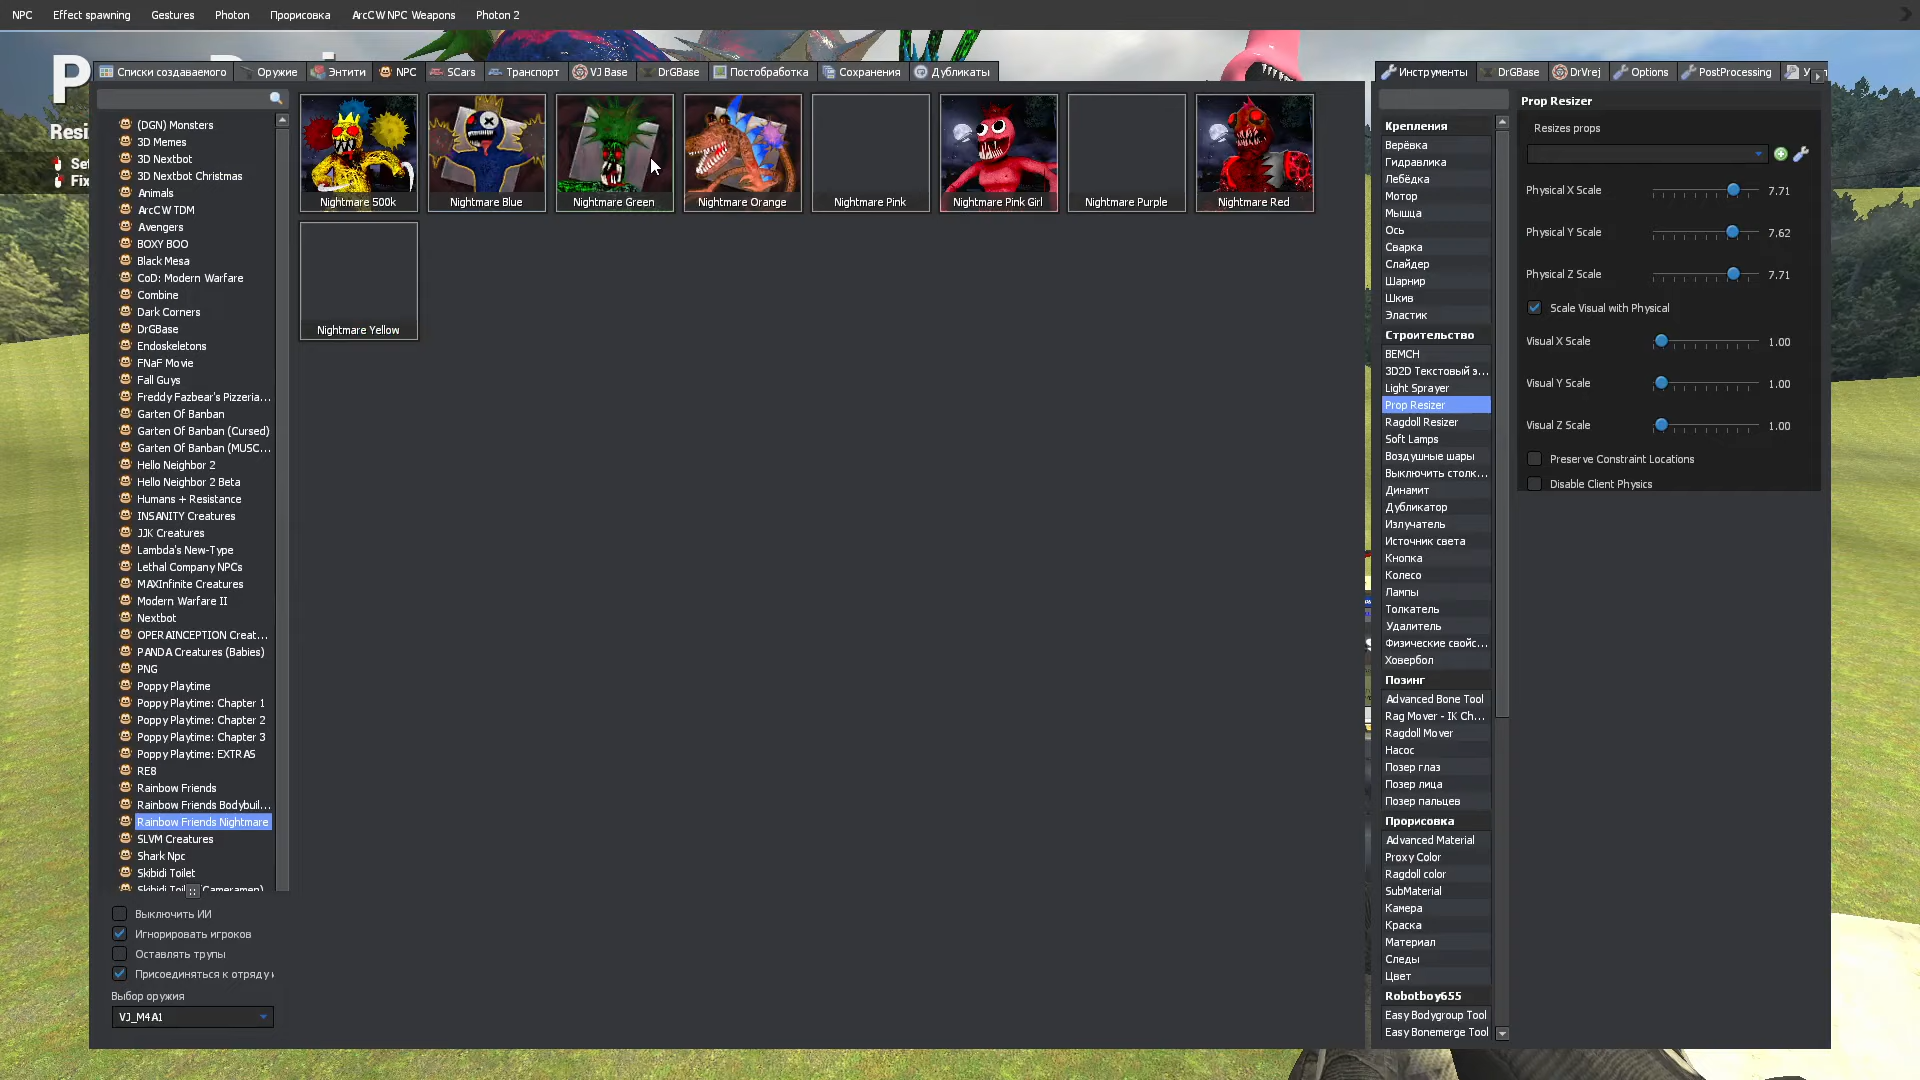 NPC
Effect spawning
Gestures
Photon
Прорисовка
ArcCW NPC Weapons
Photon 2
P
Resi
Set
Fix
Списки создаваемого
Оружие
Энтити
NPC
SCars
Транспорт
VJ Base
DrGBase
Постобработка
Сохранения
Дубликаты
(DGN) Monsters
3D Memes
3D Nextbot
3D Nextbot Christmas
Animals
ArcCW TDM
Avengers
BOXY BOO
Black Mesa
CoD: Modern Warfare
Combine
Dark Corners
DrGBase
Endoskeletons
FNaF Movie
Fall Guys
Freddy Fazbear's Pizzeria...
Garten Of Banban
Garten Of Banban (Cursed)
Garten Of Banban (MUSC...
Hello Neighbor 2
Hello Neighbor 2 Beta
Humans + Resistance
INSANITY Creatures
JJK Creatures
Lambda's New-Type
Lethal Company NPCs
MAXInfinite Creatures
Modern Warfare II
Nextbot
OPERAINCEPTION Creat...
PANDA Creatures (Babies)
PNG
Poppy Playtime
Poppy Playtime: Chapter 1
Poppy Playtime: Chapter 2
Poppy Playtime: Chapter 3
Poppy Playtime: EXTRAS
RE8
Rainbow Friends
Rainbow Friends Bodybuil...
Rainbow Friends Nightmare
SLVM Creatures
Shark Npc
Skibidi Toilet
Выключить ИИ
Игнорировать игроков
Оставлять трупы
Присоединяться к отряду
Выбор оружия
VJ_M4A1
Nightmare 500k
Nightmare Blue
Nightmare Green
Nightmare Orange
Nightmare Pink
Nightmare Pink Girl
Nightmare Purple
Nightmare Red
Nightmare Yellow
Инструменты
DrGBase
DrVrej
Options
PostProcessing
Крепления
Верёвка
Гидравлика
Лебёдка
Мотор
Мышца
Ось
Сварка
Слайдер
Шарнир
Шкив
Эластик
Строительство
BEMCH
3D2D Текстовый э...
Light Sprayer
Prop Resizer
Ragdoll Resizer
Soft Lamps
Воздушные шары
Выключить столк...
Динамит
Дубликатор
Излучатель
Источник света
Кнопка
Колесо
Лампы
Толкатель
Удалитель
Физические свойс...
Ховербол
Позинг
Advanced Bone Tool
Rag Mover - IK Ch...
Ragdoll Mover
Насос
Позер глаз
Позер лица
Позер пальцев
Прорисовка
Advanced Material
Proxy Color
Ragdoll color
SubMaterial
Камера
Краска
Материал
Следы
Цвет
Robotboy655
Easy Bodygroup Tool
Easy Bonemerge Tool
Prop Resizer
Resizes props
Physical X Scale 7.71
Physical Y Scale 7.62
Physical Z Scale 7.71
Scale Visual with Physical
Visual X Scale 1.00
Visual Y Scale 1.00
Visual Z Scale 1.00
Preserve Constraint Locations
Disable Client Physics